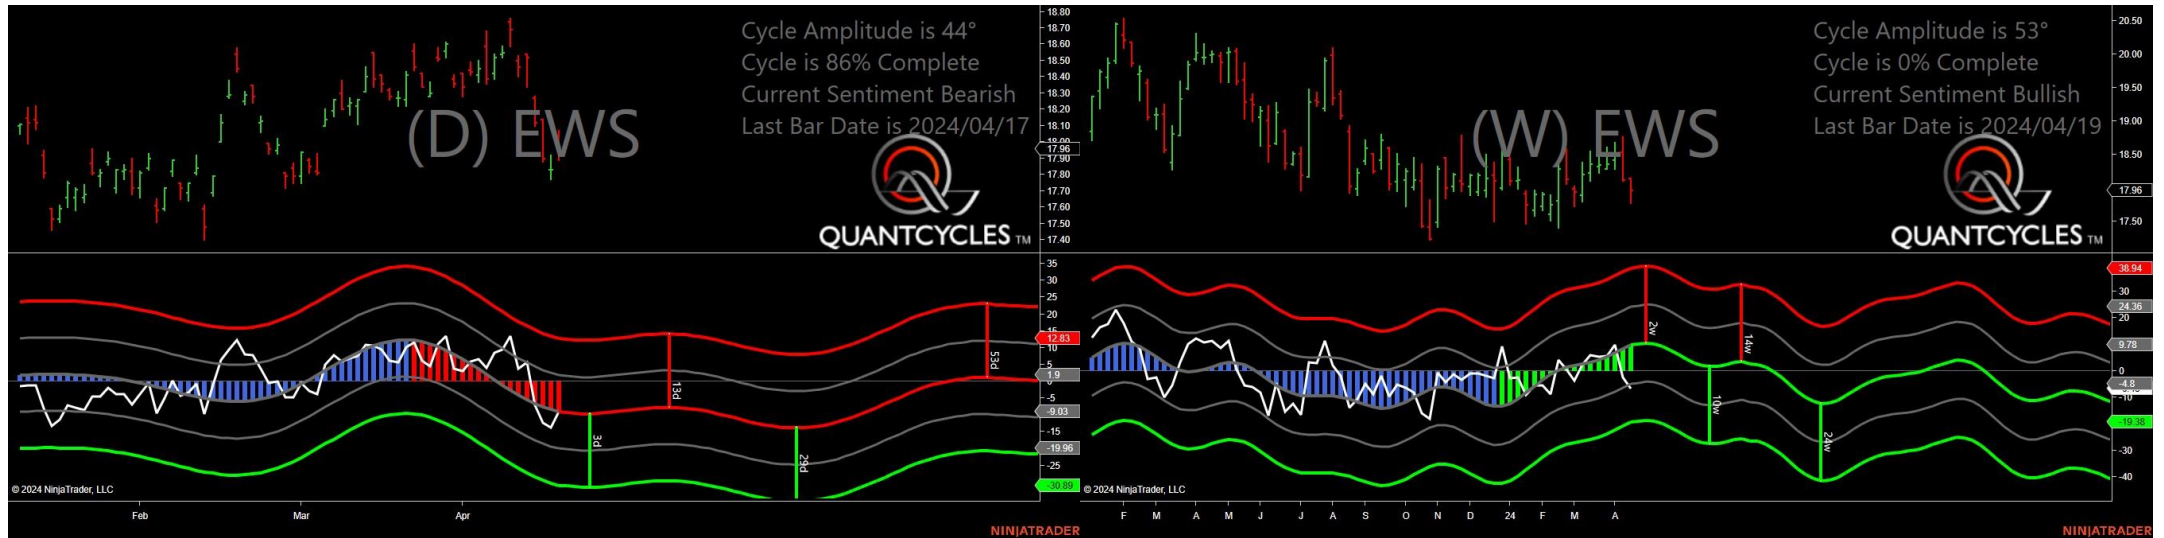 Cycle Amplitude is 44°
Cycle is 86% Complete
Current Sentiment Bearish
Last Bar Date is 2024/04/17
(D) EWS
QUANTCYCLES TM
18.80
18.70
18.60
18.50
18.40
18.30
18.20
18.10
17.96
17.90
17.80
17.70
17.60
17.50
17.40
35
30
25
20
15
12.83
10
5
1.9
-5
-9.03
-15
-19.96
-25
-30.89
3d
13d
29d
53d
© 2024 NinjaTrader, LLC
Feb
Mar
Apr
NINJATRADER
Cycle Amplitude is 53°
Cycle is 0% Complete
Current Sentiment Bullish
Last Bar Date is 2024/04/19
(W) EWS
QUANTCYCLES TM
20.50
20.00
19.50
19.00
18.50
17.96
17.50
38.94
30
24.36
20
9.78
0
-4.8
-10
-19.38
-30
-40
2w
10w
14w
24w
© 2024 NinjaTrader, LLC
F
M
A
M
J
J
A
S
O
N
D
24
F
M
A
NINJATRADER